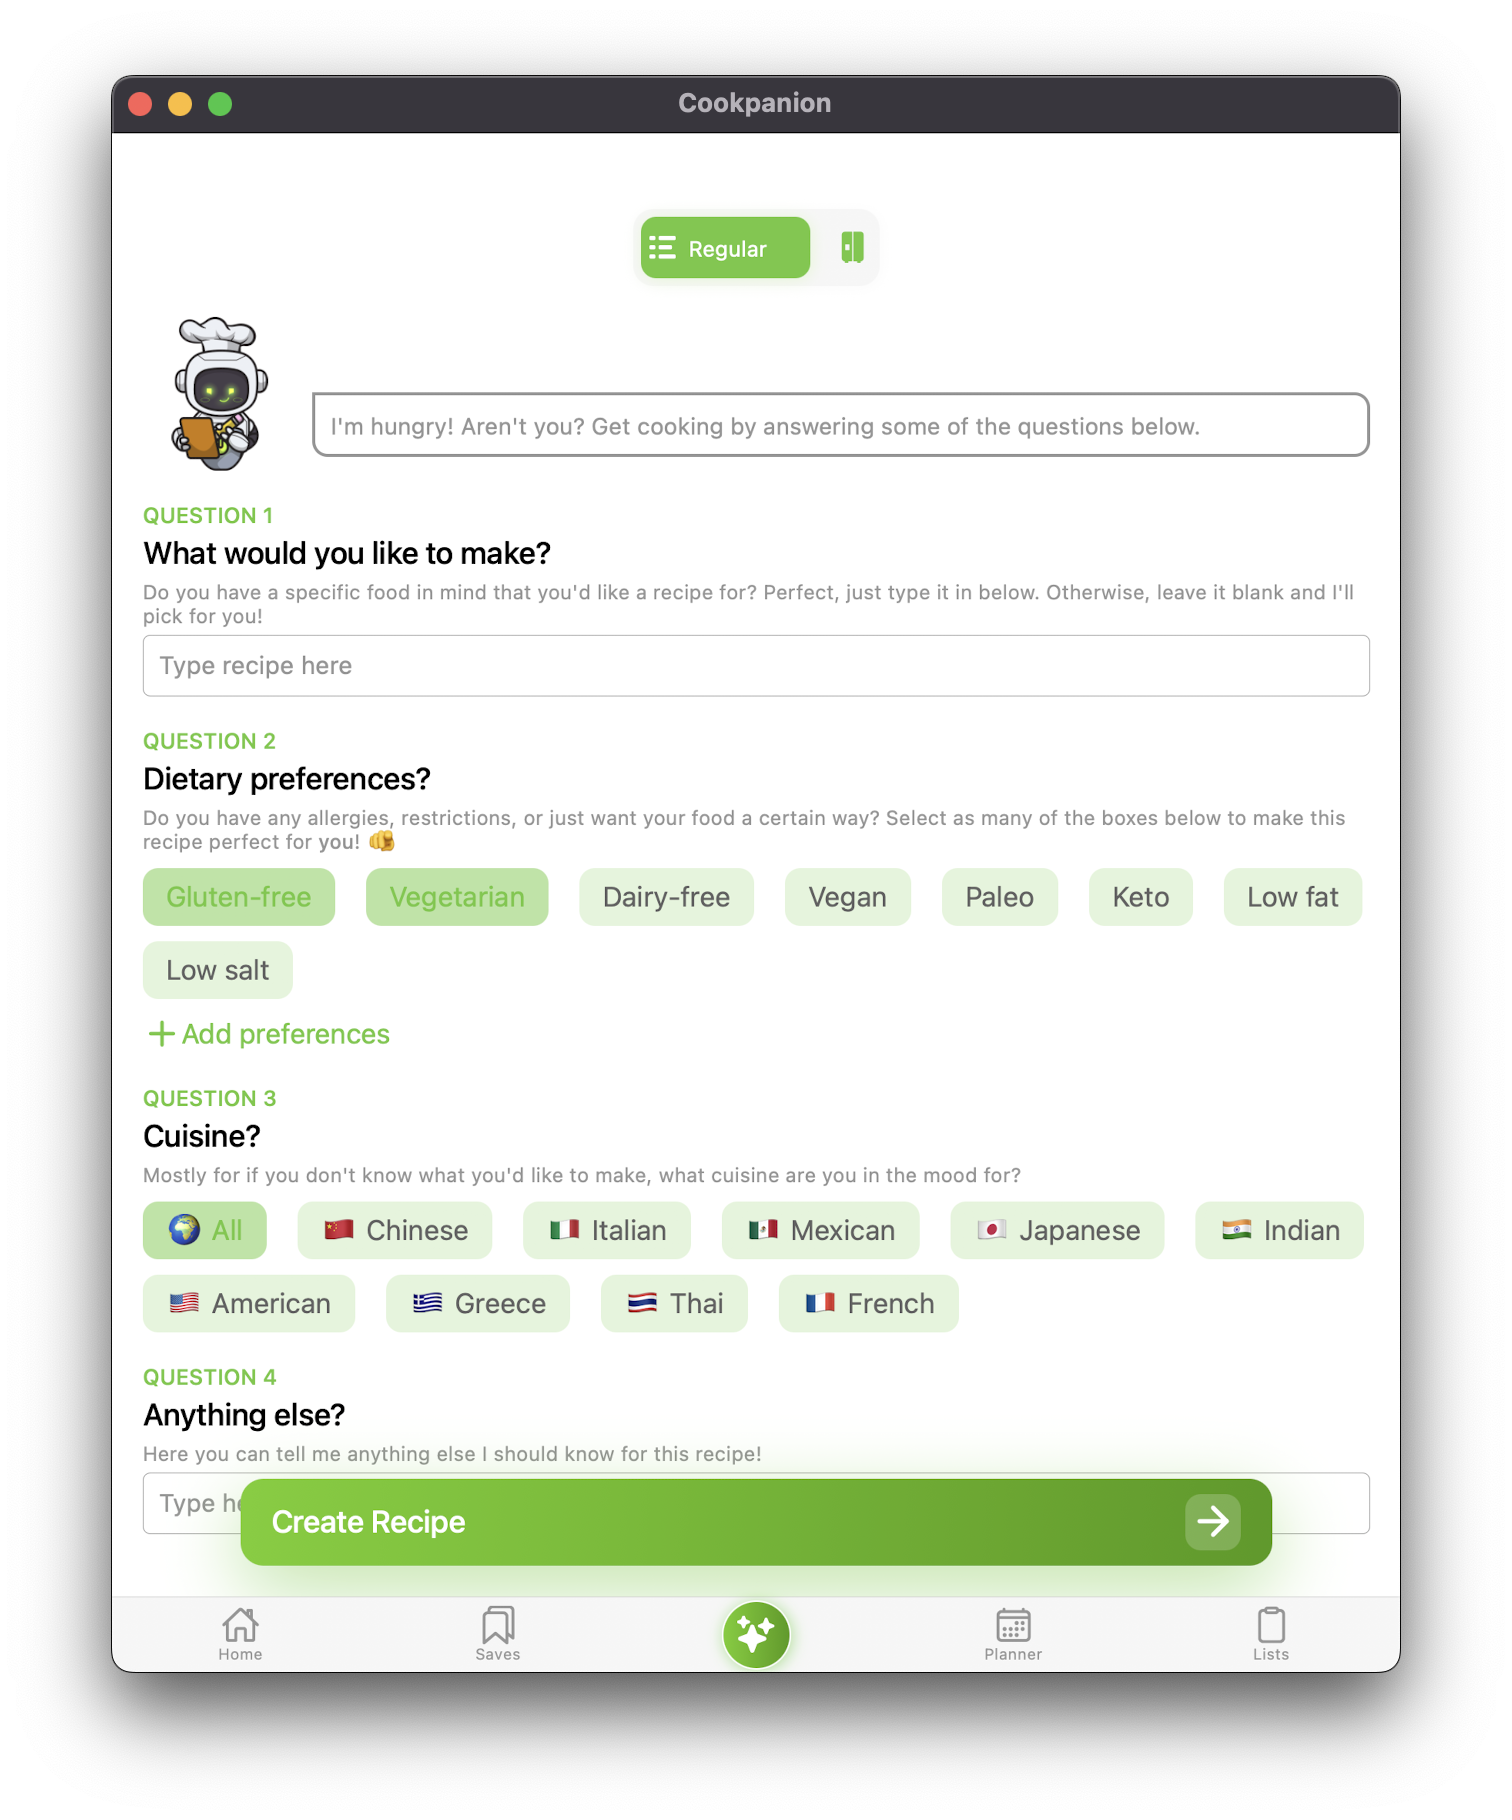 Cookpanion
Regular
I'm hungry! Aren't you? Get cooking by answering some of the questions below.
QUESTION 1
What would you like to make?
Do you have a specific food in mind that you'd like a recipe for? Perfect, just type it in below. Otherwise, leave it blank and I'll
pick for you!
Type recipe here
QUESTION 2
Dietary preferences?
Do you have any allergies, restrictions, or just want your food a certain way? Select as many of the boxes below to make this
recipe perfect for you! 🫵
Gluten-free Vegetarian Dairy-free Vegan Paleo Keto Low fat
Low salt
+ Add preferences
QUESTION 3
Cuisine?
Mostly for if you don't know what you'd like to make, what cuisine are you in the mood for?
🌍 All 🇨🇳 Chinese 🇮🇹 Italian 🇲🇽 Mexican 🇯🇵 Japanese 🇮🇳 Indian
🇺🇸 American 🇬🇷 Greece 🇹🇭 Thai 🇫🇷 French
QUESTION 4
Anything else?
Here you can tell me anything else I should know for this recipe!
Type
Create Recipe
Home Saves Planner Lists